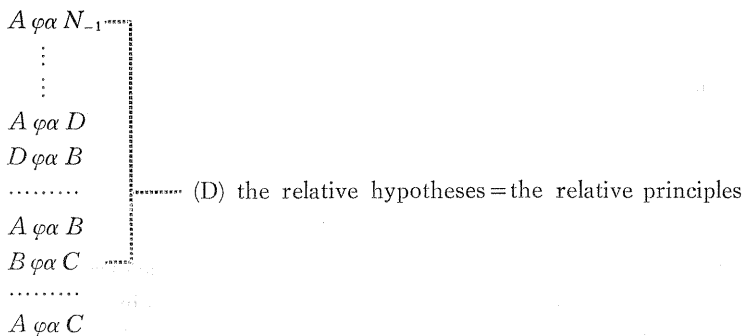 A φα N₋₁
⋮
⋮
A φα D
D φα B
.........
(D) the relative hypotheses=the relative principles
A φα B
B φα C
.........
A φα C